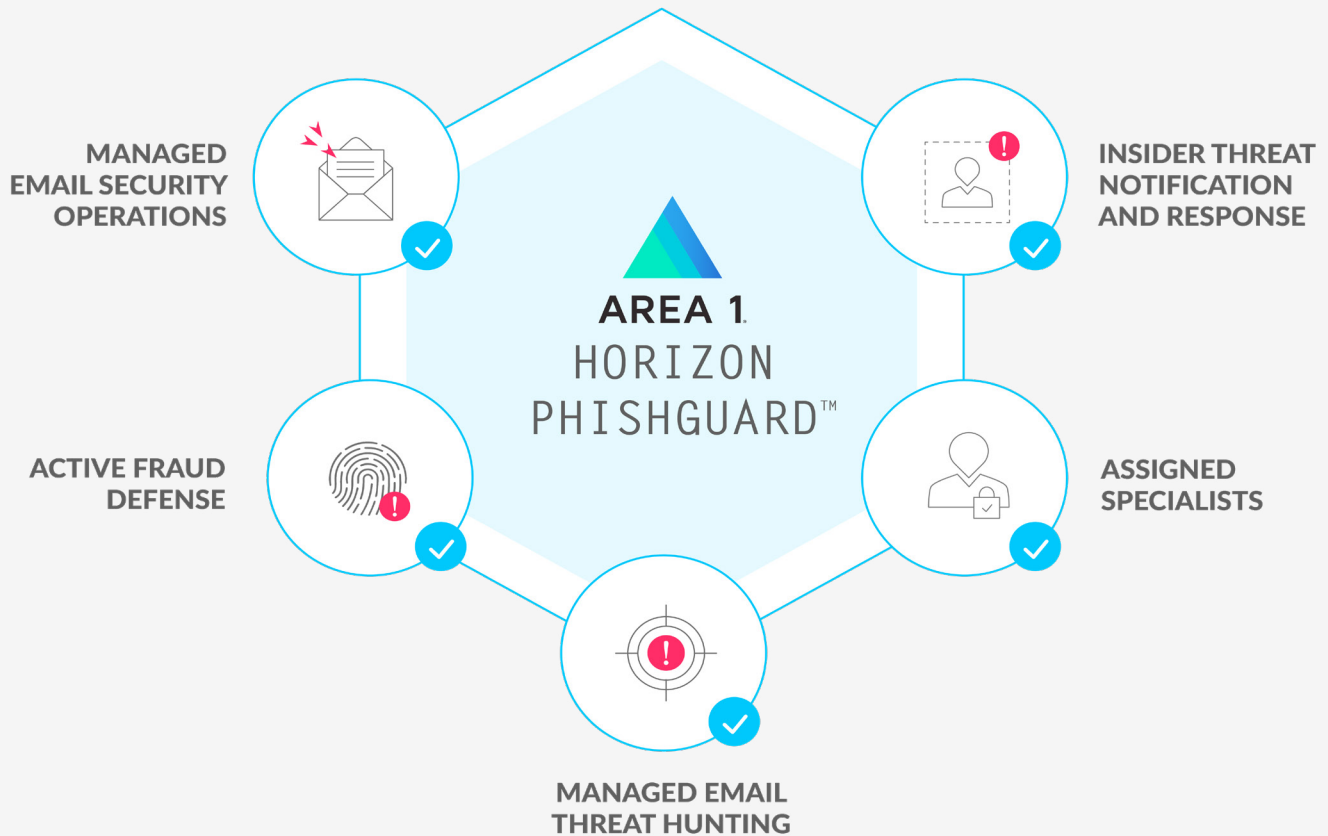 MANAGED
EMAIL SECURITY
OPERATIONS
INSIDER THREAT
NOTIFICATION
AND RESPONSE
AREA 1.
HORIZON
PHISHGUARD™
ACTIVE FRAUD
DEFENSE
ASSIGNED
SPECIALISTS
MANAGED EMAIL
THREAT HUNTING